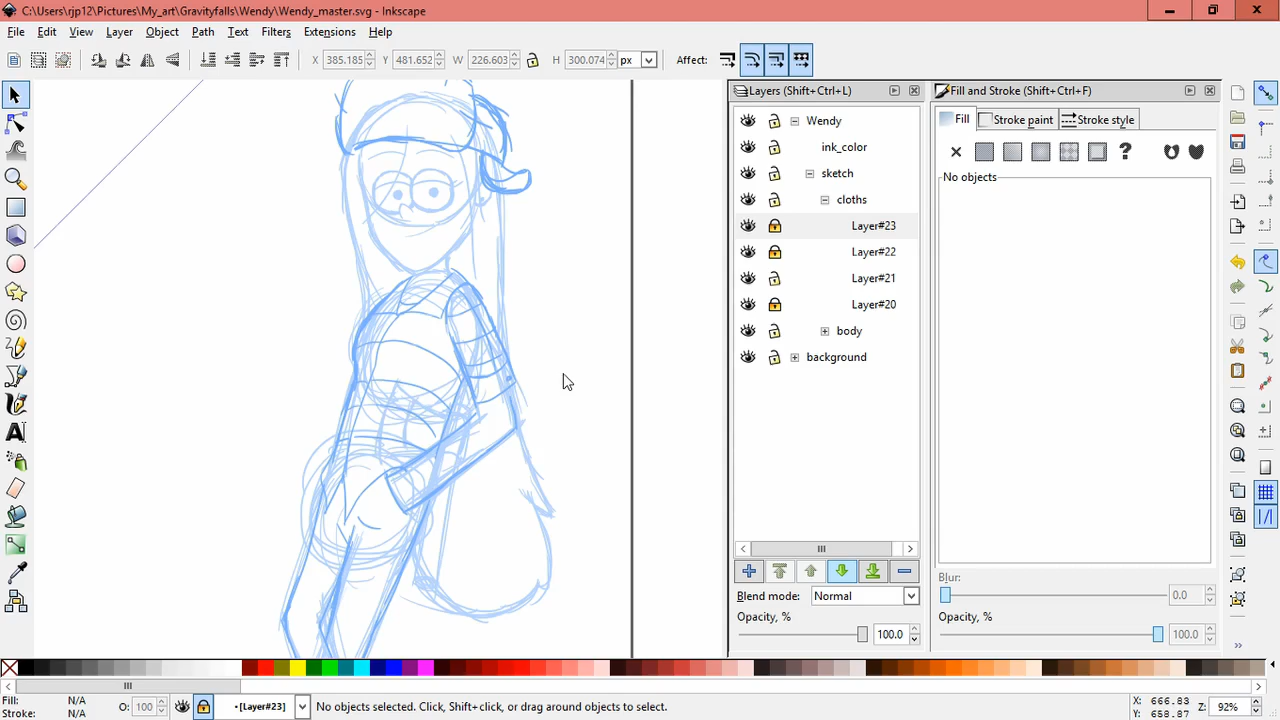 C:\Users\rjp12\Pictures\My_art\Gravityfalls\Wendy\Wendy_master.svg - Inkscape
File Edit View Layer Object Path Text Filters Extensions Help
X 385.185 Y 481.652 W 226.603 H 300.074 px Affect:
Layers (Shift+Ctrl+L)
Wendy
ink_color
sketch
cloths
Layer#23
Layer#22
Layer#21
Layer#20
body
background
Blend mode: Normal
Opacity, %
100.0
Fill and Stroke (Shift+Ctrl+F)
Fill Stroke paint Stroke style
No objects
Blur:
0.0
Opacity, %
100.0
Fill: N/A
Stroke: N/A
O: 100
•[Layer#23]
No objects selected. Click, Shift+click, or drag around objects to select.
X: 666.83
Y: 658.87
Z: 92%